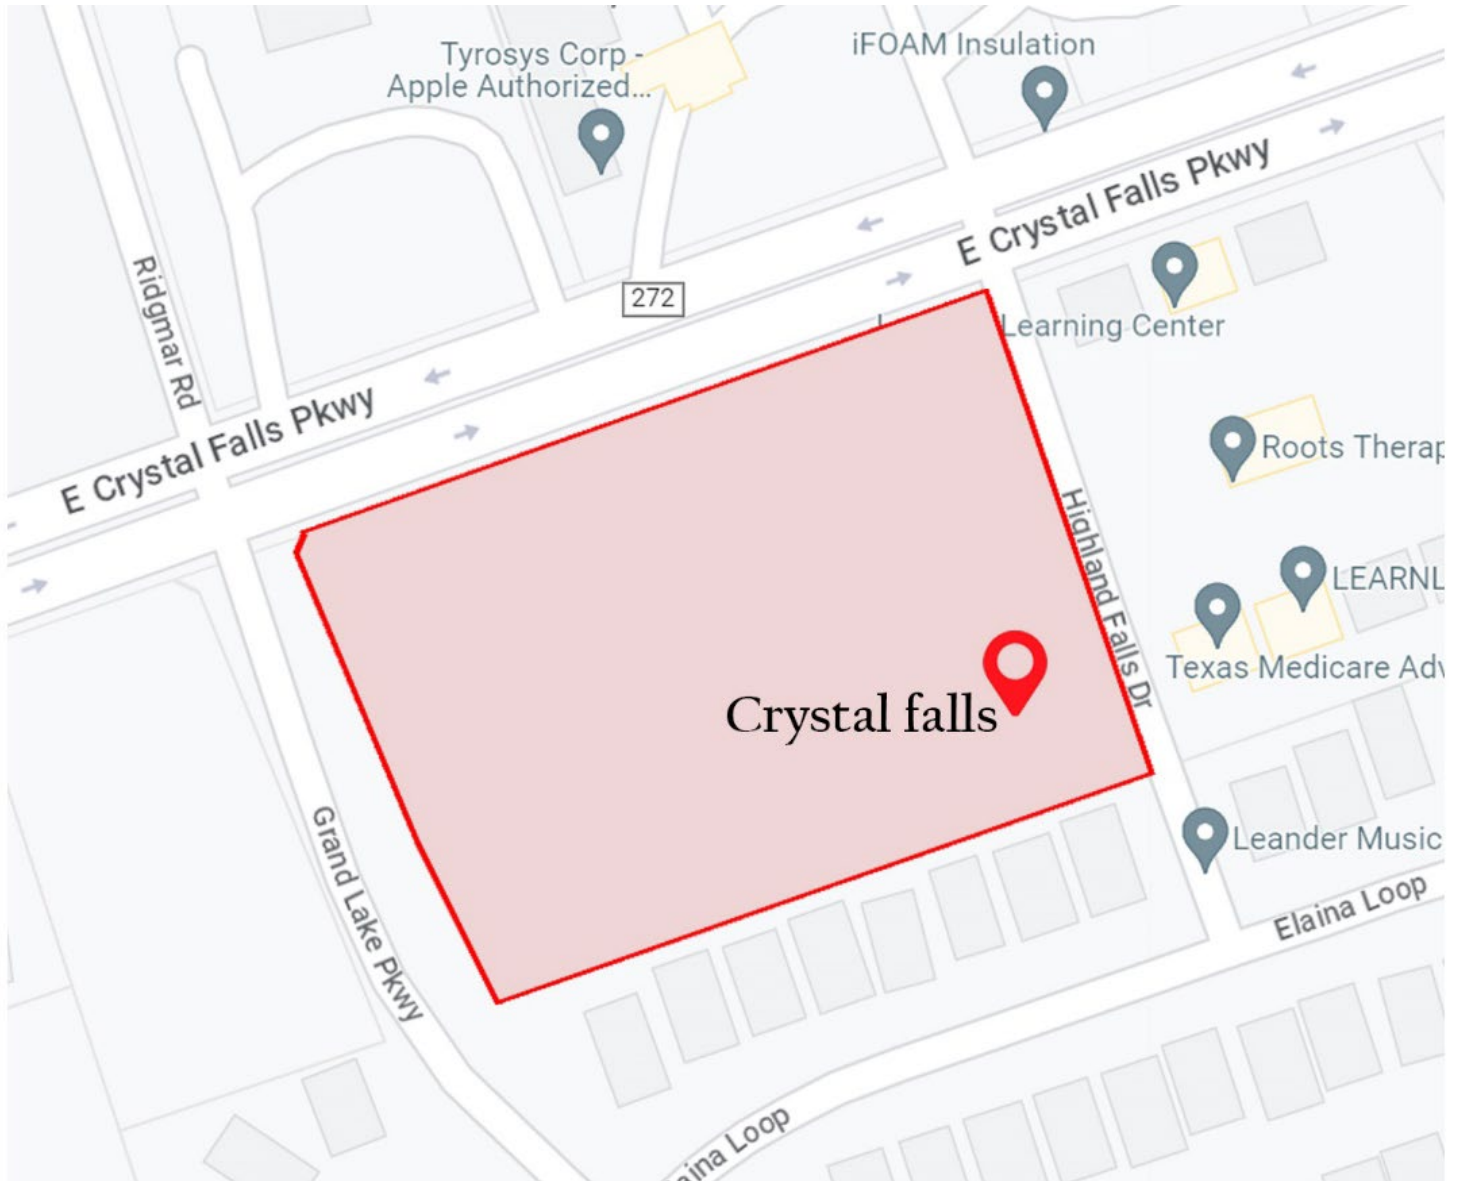 Tyrosys Corp -
Apple Authorized...
iFOAM Insulation
E Crystal Falls Pkwy
272
Learning Center
Ridgmar Rd
E Crystal Falls Pkwy
Roots Therap
Highland Falls Dr
LEARNL
Texas Medicare Adv
Crystal falls
Grand Lake Pkwy
Leander Music
Elaina Loop
aina Loop